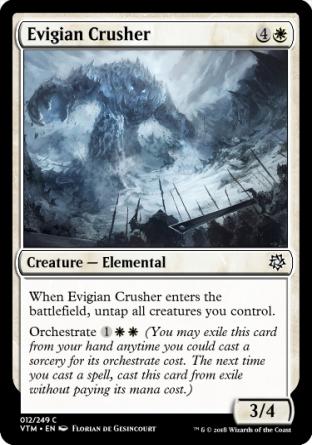 Evigian Crusher 4
Creature — Elemental
When Evigian Crusher enters the
battlefield, untap all creatures you control.
Orchestrate 1 (You may exile this card
from your hand anytime you could cast a
sorcery for its orchestrate cost. The next time
you cast a spell, cast this card from exile
without paying its mana cost.)
3/4
012/249 C
VTM • EN FLORIAN DE GESINCOURT
™ & © 2018 Wizards of the Coast